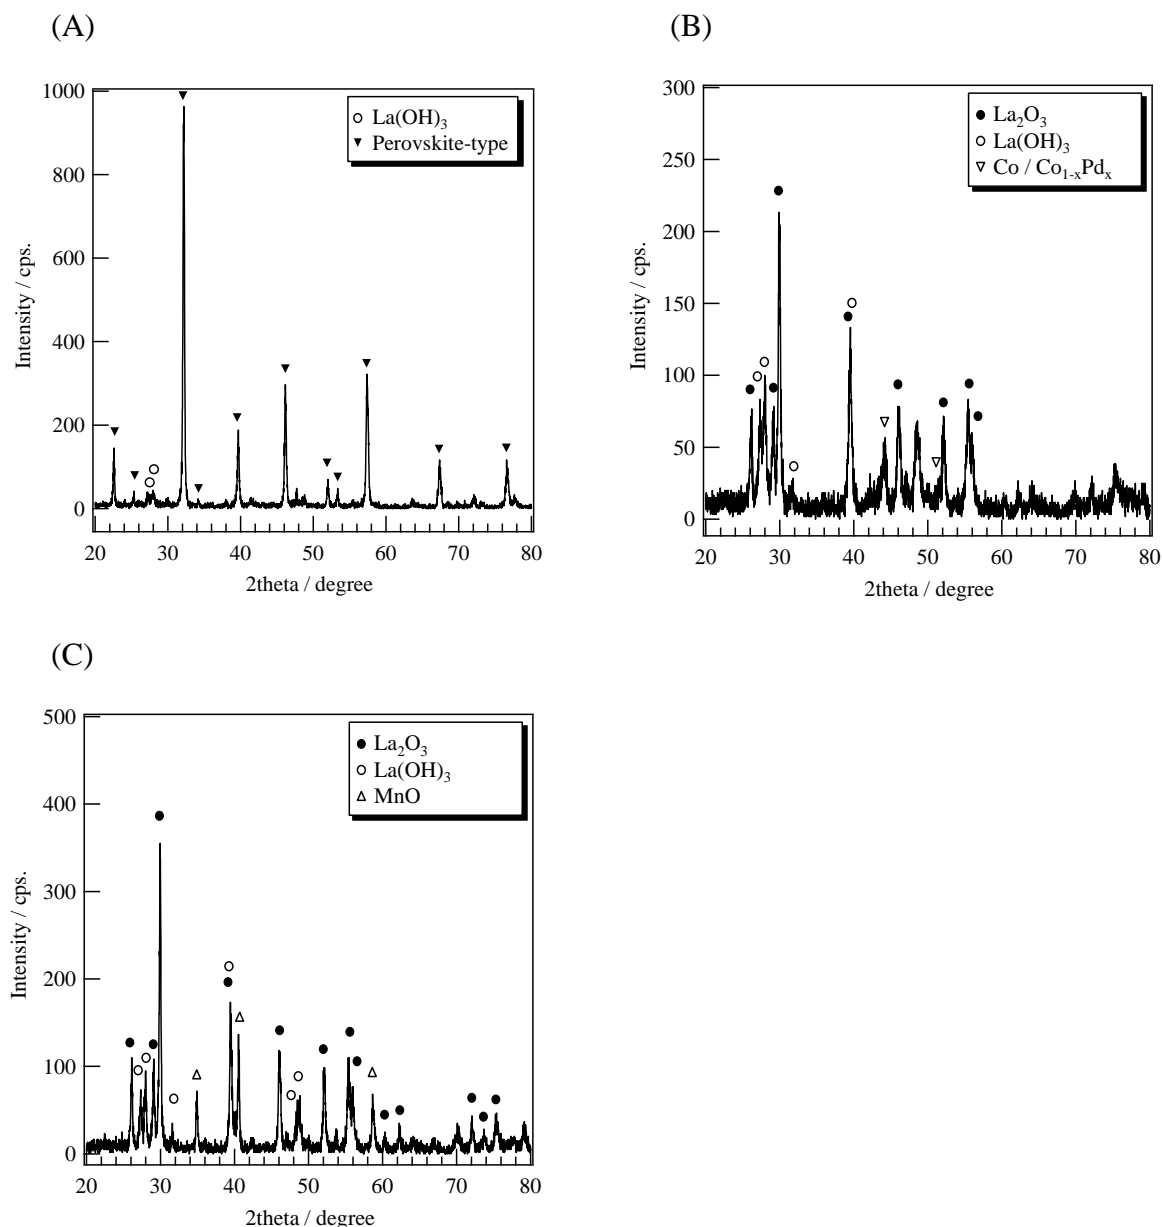 (A)
1000
800
600
400
200
0
Intensity / cps.
La(OH)₃
Perovskite-type
20 30 40 50 60 70 80
2theta / degree
(B)
300
250
200
150
100
50
0
Intensity / cps.
La₂O₃
La(OH)₃
Co / Co₁₋ₓPdₓ
20 30 40 50 60 70 80
2theta / degree
(C)
500
400
300
200
100
0
Intensity / cps.
La₂O₃
La(OH)₃
MnO
20 30 40 50 60 70 80
2theta / degree